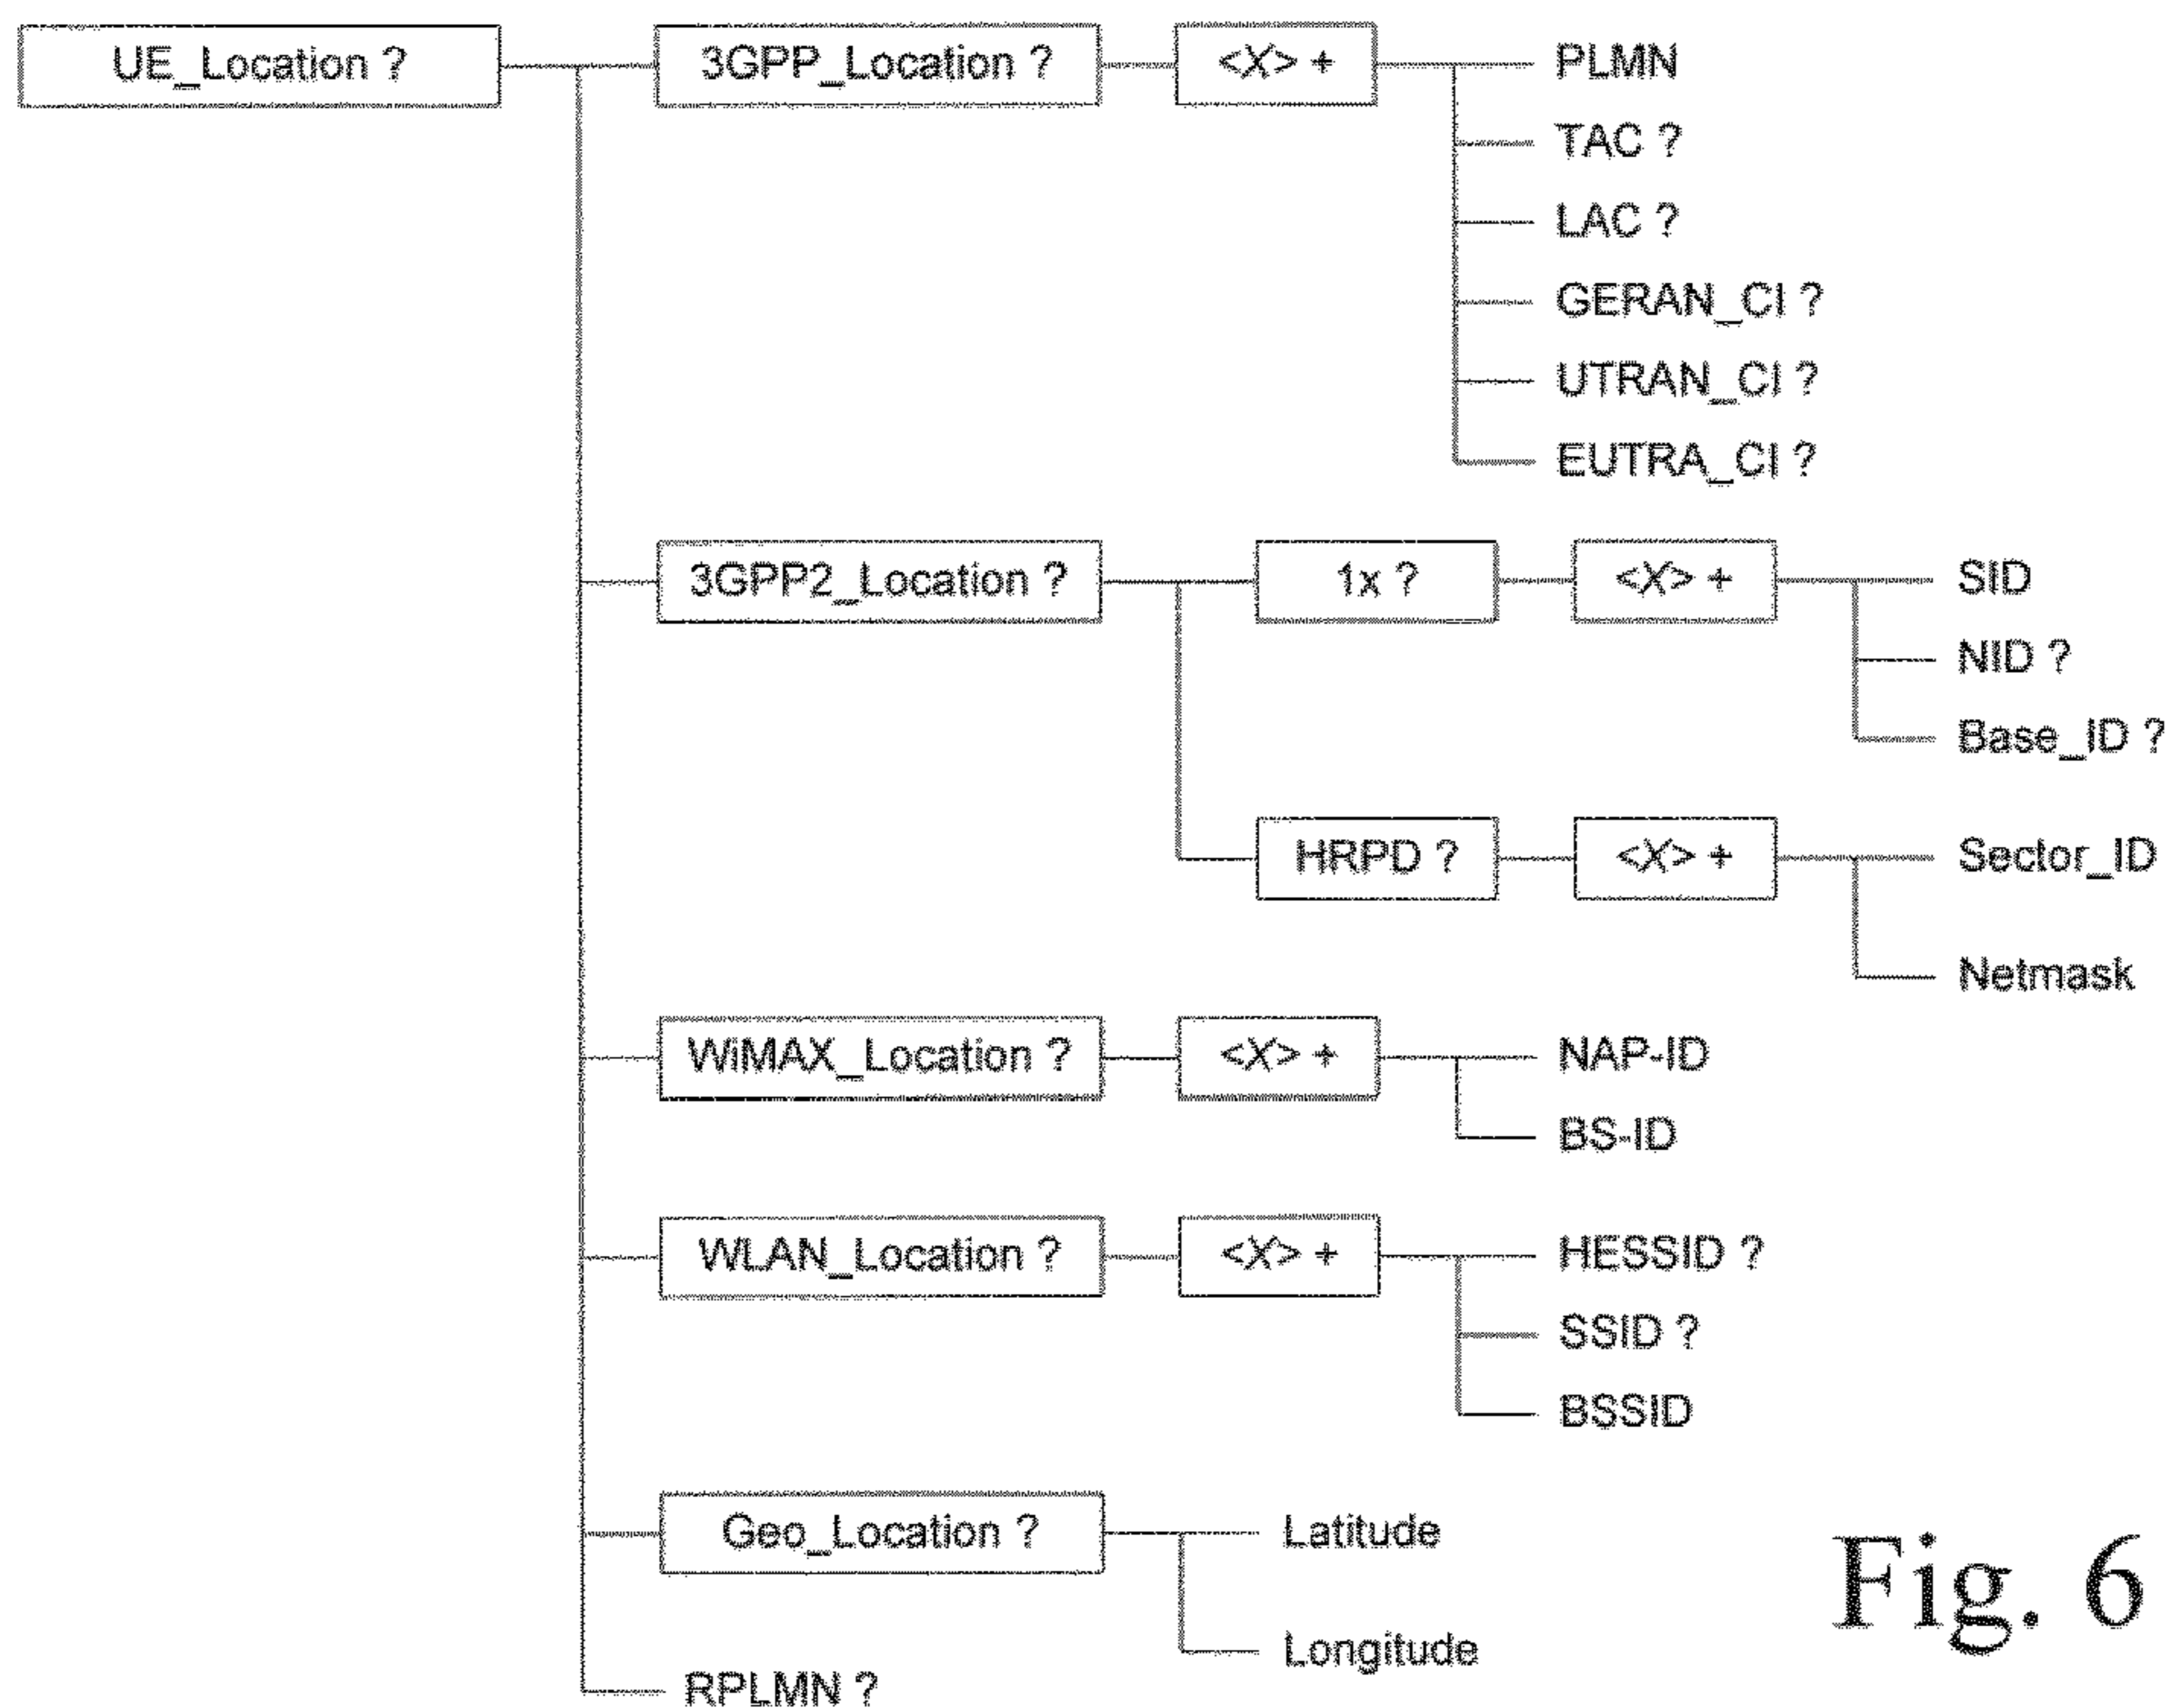 UE_Location ? 3GPP_Location ? <X> + PLMN
TAC ?
LAC ?
GERAN_CI ?
UTRAN_CI ?
EUTRA_CI ?
3GPP2_Location ? 1x ? <X> + SID
NID ?
Base_ID ?
HRPD ? <X> + Sector_ID
Netmask
WiMAX_Location ? <X> + NAP-ID
BS-ID
WLAN_Location ? <X> + HESSID ?
SSID ?
BSSID
Geo_Location ? Latitude
Longitude
RPLMN ?
Fig. 6